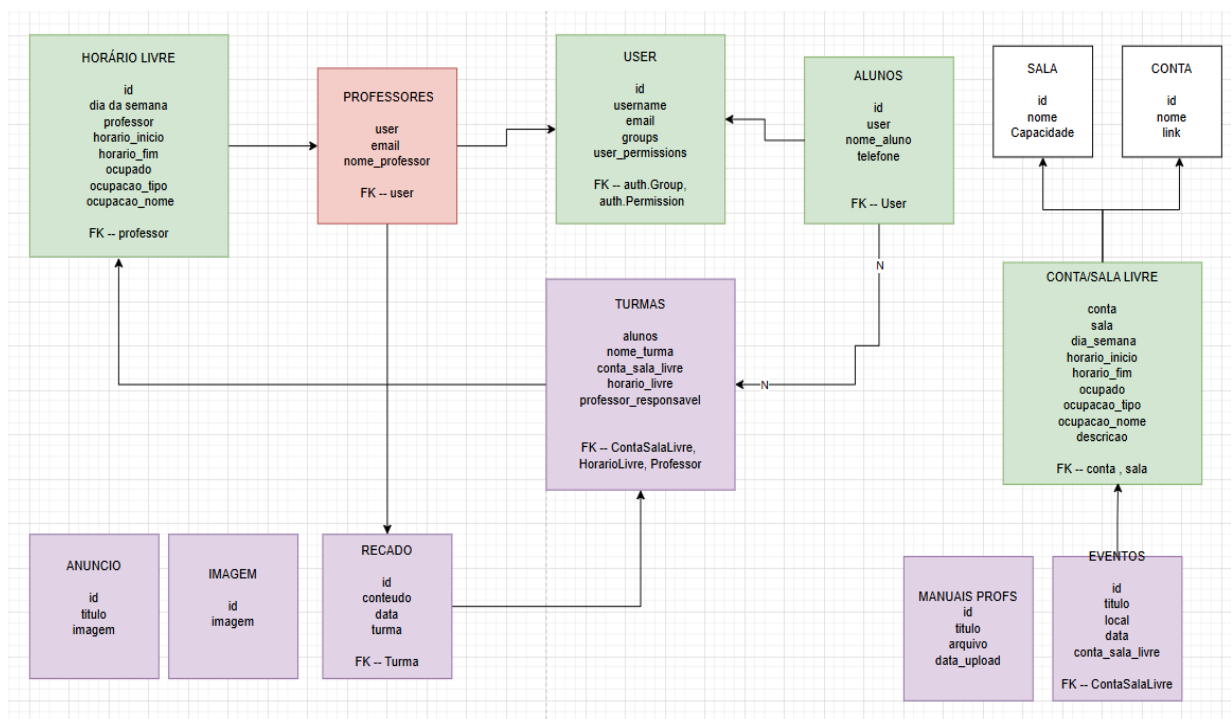 HORÁRIO LIVRE
id
dia da semana
professor
horario_inicio
horario_fim
ocupado
ocupacao_tipo
ocupacao_nome
FK -- professor
PROFESSORES
user
email
nome_professor
FK -- user
USER
id
username
email
groups
user_permissions
FK -- auth.Group,
auth.Permission
ALUNOS
id
user
nome_aluno
telefone
FK -- User
SALA
id
nome
Capacidade
CONTA
id
nome
link
N
N
TURMAS
alunos
nome_turma
conta_sala_livre
horario_livre
professor_responsavel
FK -- ContaSalaLivre,
HorarioLivre, Professor
CONTA/SALA LIVRE
conta
sala
dia_semana
horario_inicio
horario_fim
ocupado
ocupacao_tipo
ocupacao_nome
descricao
FK -- conta , sala
ANUNCIO
id
titulo
imagem
IMAGEM
id
imagem
RECADO
id
conteudo
data
turma
FK -- Turma
MANUAIS PROFS
id
titulo
arquivo
data_upload
EVENTOS
id
titulo
local
data
conta_sala_livre
FK -- ContaSalaLivre